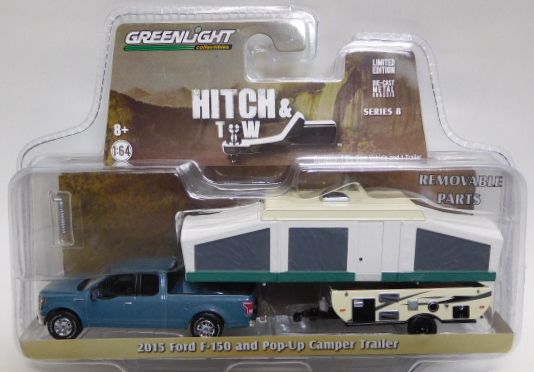 GREENLIGHT
collectibles
HITCH &
TOW
LIMITED
EDITION
DIE-CAST
METAL
CHASSIS
SERIES 8
8+
1:64
REMOVABLE
PARTS
2015 Ford F-150 and Pop-Up Camper Trailer